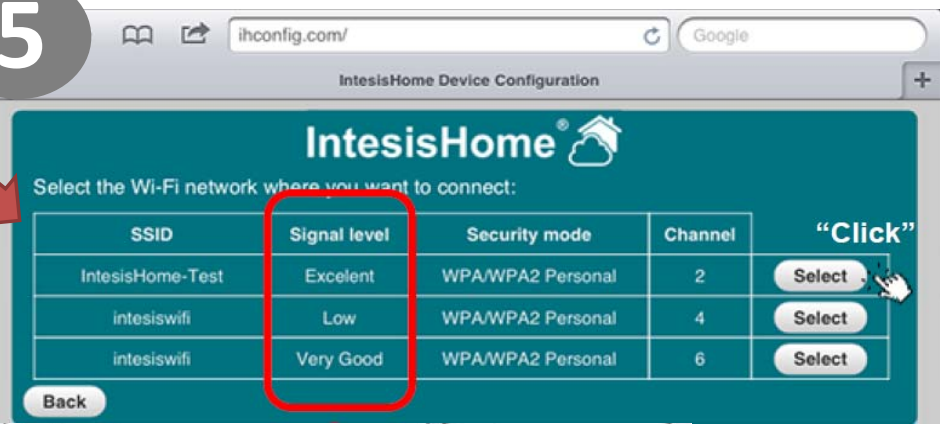 5
ihconfig.com/
Google
IntesisHome Device Configuration
+
IntesisHome®
Select the Wi-Fi network where you want to connect:
SSID Signal level Security mode Channel "Click"
IntesisHome-Test Excelent WPA/WPA2 Personal 2 Select
intesiswifi Low WPA/WPA2 Personal 4 Select
intesiswifi Very Good WPA/WPA2 Personal 6 Select
Back